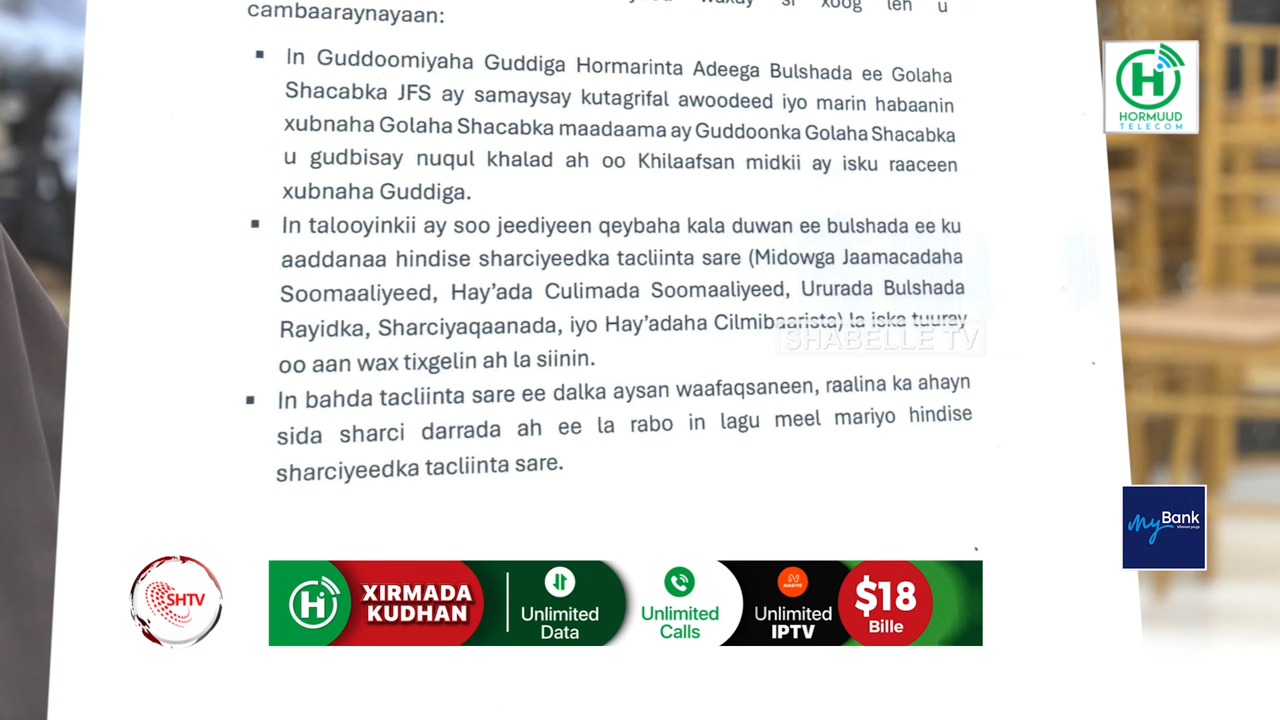 si xoog leh u
cambaaraynayaan:
▪ In Guddoomiyaha Guddiga Hormarinta Adeega Bulshada ee Golaha
Shacabka JFS ay samaysay kutagrifal awoodeed iyo marin habaanin
xubnaha Golaha Shacabka maadaama ay Guddoonka Golaha Shacabka
u gudbisay nuqul khalad ah oo Khilaafsan midkii ay isku raaceen
xubnaha Guddiga.
▪ In talooyinkii ay soo jeediyeen qeybaha kala duwan ee bulshada ee ku
aaddanaa hindise sharciyeedka tacliinta sare (Midowga Jaamacadaha
Soomaaliyeed, Hay'ada Culimada Soomaaliyeed, Ururada Bulshada
Rayidka, Sharciyaqaanada, iyo Hay'adaha Cilmibaarista) la iska tuuray
oo aan wax tixgelin ah la siinin.
▪ In bahda tacliinta sare ee dalka aysan waafaqsaneen, raalina ka ahayn
sida sharci darrada ah ee la rabo in lagu meel mariyo hindise
sharciyeedka tacliinta sare.
HORMUUD
TELECOM
SHABELLE TV
MyBank
SHTV
XIRMADA
KUDHAN
Unlimited
Data
Unlimited
Calls
Unlimited
IPTV
$18
Bille